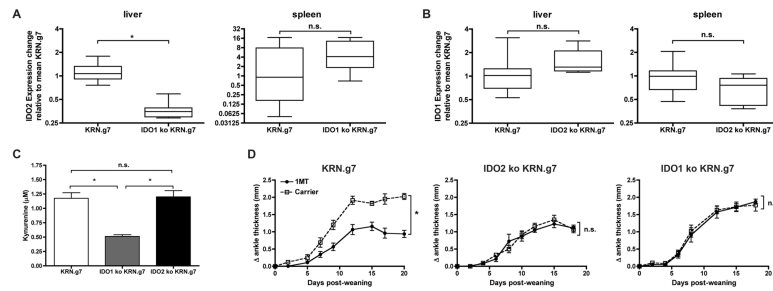 A
liver
spleen
IDO2 Expression change
relative to mean KRN.g7
4
2
1
0.5
0.25
*
KRN.g7
IDO1 ko KRN.g7
16
8
4
2
1
0.5
0.25
0.125
0.0625
0.03125
n.s.
KRN.g7
IDO1 ko KRN.g7
B
liver
spleen
IDO1 Expression change
relative to mean KRN.g7
4
2
1
0.5
0.25
n.s.
KRN.g7
IDO2 ko KRN.g7
4
2
1
0.5
0.25
n.s.
KRN.g7
IDO2 ko KRN.g7
C
n.s.
*
*
Kynurenine (μM)
1.75
1.50
1.25
1.00
0.75
0.50
0.25
0.00
KRN.g7
IDO1 ko KRN.g7
IDO2 ko KRN.g7
D
KRN.g7
1MT
Carrier
Δ ankle thickness (mm)
2.5
2.0
1.5
1.0
0.5
0.0
*
0 5 10 15 20
Days post-weaning
IDO2 ko KRN.g7
Δ ankle thickness (mm)
2.5
2.0
1.5
1.0
0.5
0.0
n.s.
0 5 10 15 20
Days post-weaning
IDO1 ko KRN.g7
Δ ankle thickness (mm)
2.5
2.0
1.5
1.0
0.5
0.0
n.
0 5 10 15 20
Days post-weaning